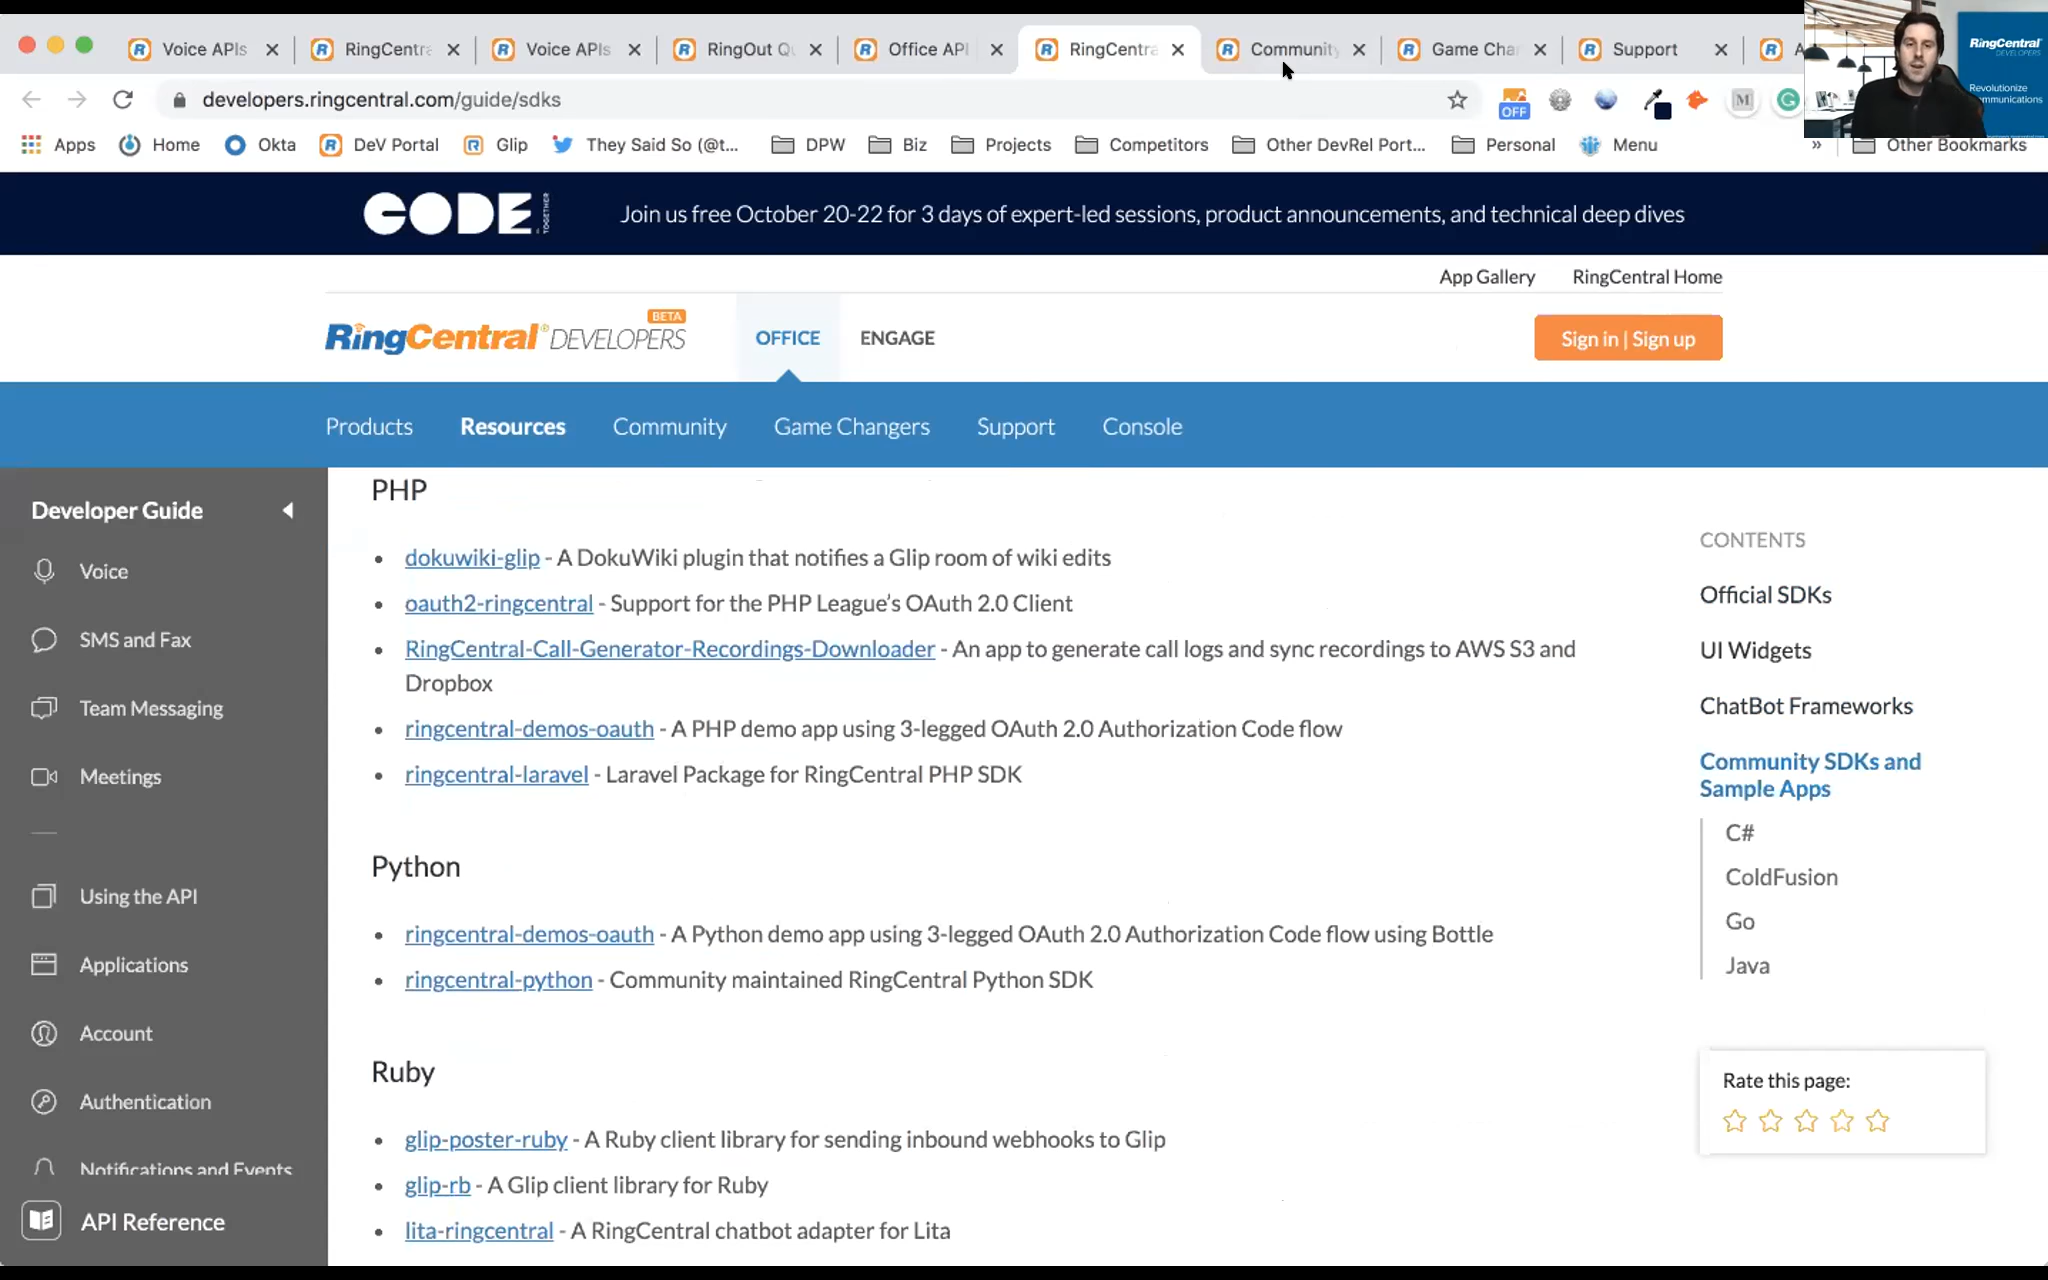 Voice APIs
RingCentra
Voice APIs
RingOut Qu
Office API
RingCentra
Community
Game Chan
Support
A
developers.ringcentral.com/guide/sdks
OFF
M
G
Apps
Home
Okta
DeV Portal
Glip
They Said So (@t...
DPW
Biz
Projects
Competitors
Other DevRel Port...
Personal
Menu
»
Other Bookmarks
RingCentral
DEVELOPERS
Revolutionize
CODE
TOGETHER
Join us free October 20-22 for 3 days of expert-led sessions, product announcements, and technical deep dives
App Gallery
RingCentral Home
RingCentral DEVELOPERS
BETA
OFFICE
ENGAGE
Sign in | Sign up
Products
Resources
Community
Game Changers
Support
Console
Developer Guide
Voice
SMS and Fax
Team Messaging
Meetings
Using the API
Applications
Account
Authentication
Notifications and Events
API Reference
PHP
dokuwiki-glip - A DokuWiki plugin that notifies a Glip room of wiki edits
oauth2-ringcentral - Support for the PHP League's OAuth 2.0 Client
RingCentral-Call-Generator-Recordings-Downloader - An app to generate call logs and sync recordings to AWS S3 and
Dropbox
ringcentral-demos-oauth - A PHP demo app using 3-legged OAuth 2.0 Authorization Code flow
ringcentral-laravel - Laravel Package for RingCentral PHP SDK
Python
ringcentral-demos-oauth - A Python demo app using 3-legged OAuth 2.0 Authorization Code flow using Bottle
ringcentral-python - Community maintained RingCentral Python SDK
Ruby
glip-poster-ruby - A Ruby client library for sending inbound webhooks to Glip
glip-rb - A Glip client library for Ruby
lita-ringcentral - A RingCentral chatbot adapter for Lita
CONTENTS
Official SDKs
UI Widgets
ChatBot Frameworks
Community SDKs and
Sample Apps
C#
ColdFusion
Go
Java
Rate this page: